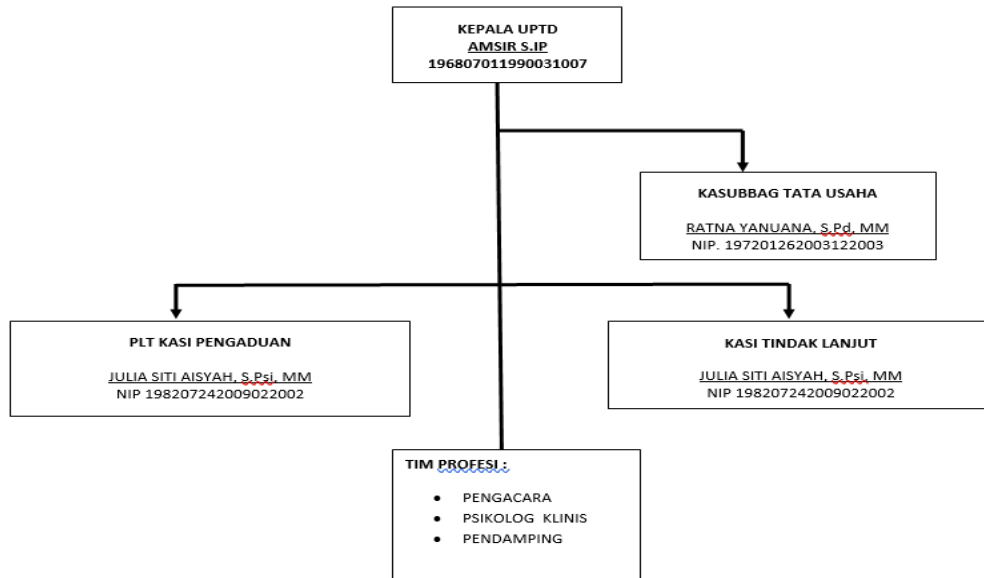 KEPALA UPTD
AMSIR S.IP
196807011990031007
KASUBBAG TATA USAHA
RATNA YANUANA, S.Pd, MM
NIP. 197201262003122003
PLT KASI PENGADUAN
JULIA SITI AISYAH, S.Psi, MM
NIP 198207242009022002
KASI TINDAK LANJUT
JULIA SITI AISYAH, S.Psi, MM
NIP 198207242009022002
TIM PROFESI :
• PENGACARA
• PSIKOLOG KLINIS
• PENDAMPING